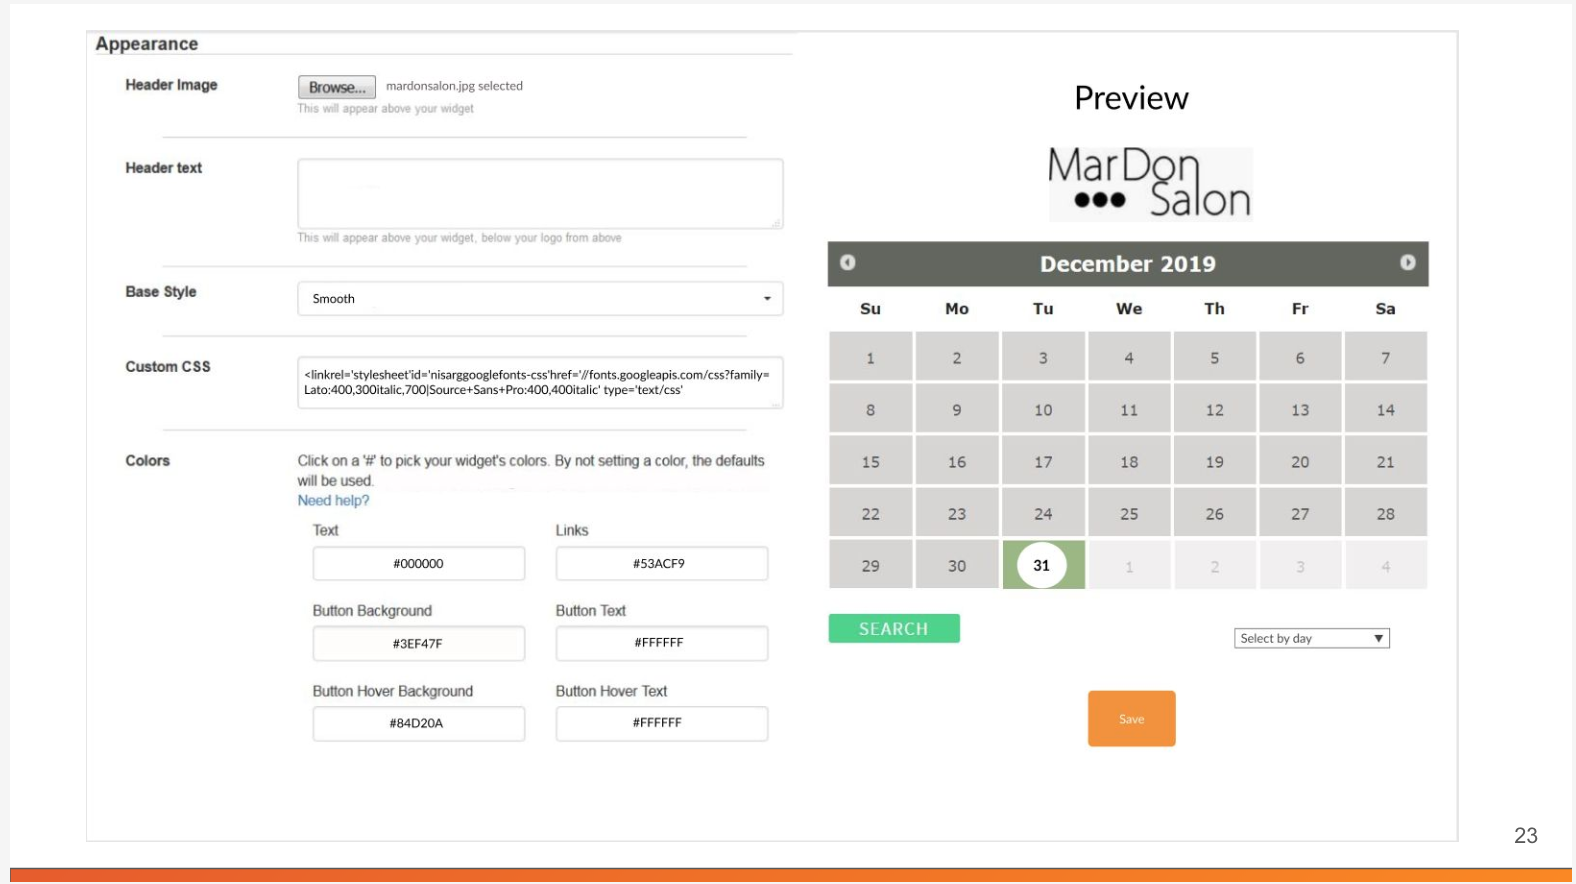 Appearance
Header Image
Browse... mardonsalon.jpg selected
This will appear above your widget
Header text
This will appear above your widget, below your logo from above
Base Style
Smooth
Custom CSS
<linkrel='stylesheet'id='nisarggooglefonts-css'href='//fonts.googleapis.com/css?family=
Lato:400,300italic,700|Source+Sans+Pro:400,400italic' type='text/css'
Colors
Click on a '#' to pick your widget's colors. By not setting a color, the defaults
will be used.
Need help?
Text Links
#000000 #53ACF9
Button Background Button Text
#3EF47F #FFFFFF
Button Hover Background Button Hover Text
#84D20A #FFFFFF
Preview
MarDon
Salon
December 2019
Su Mo Tu We Th Fr Sa
1 2 3 4 5 6 7
8 9 10 11 12 13 14
15 16 17 18 19 20 21
22 23 24 25 26 27 28
29 30 31 1 2 3 4
SEARCH
Select by day
Save
23